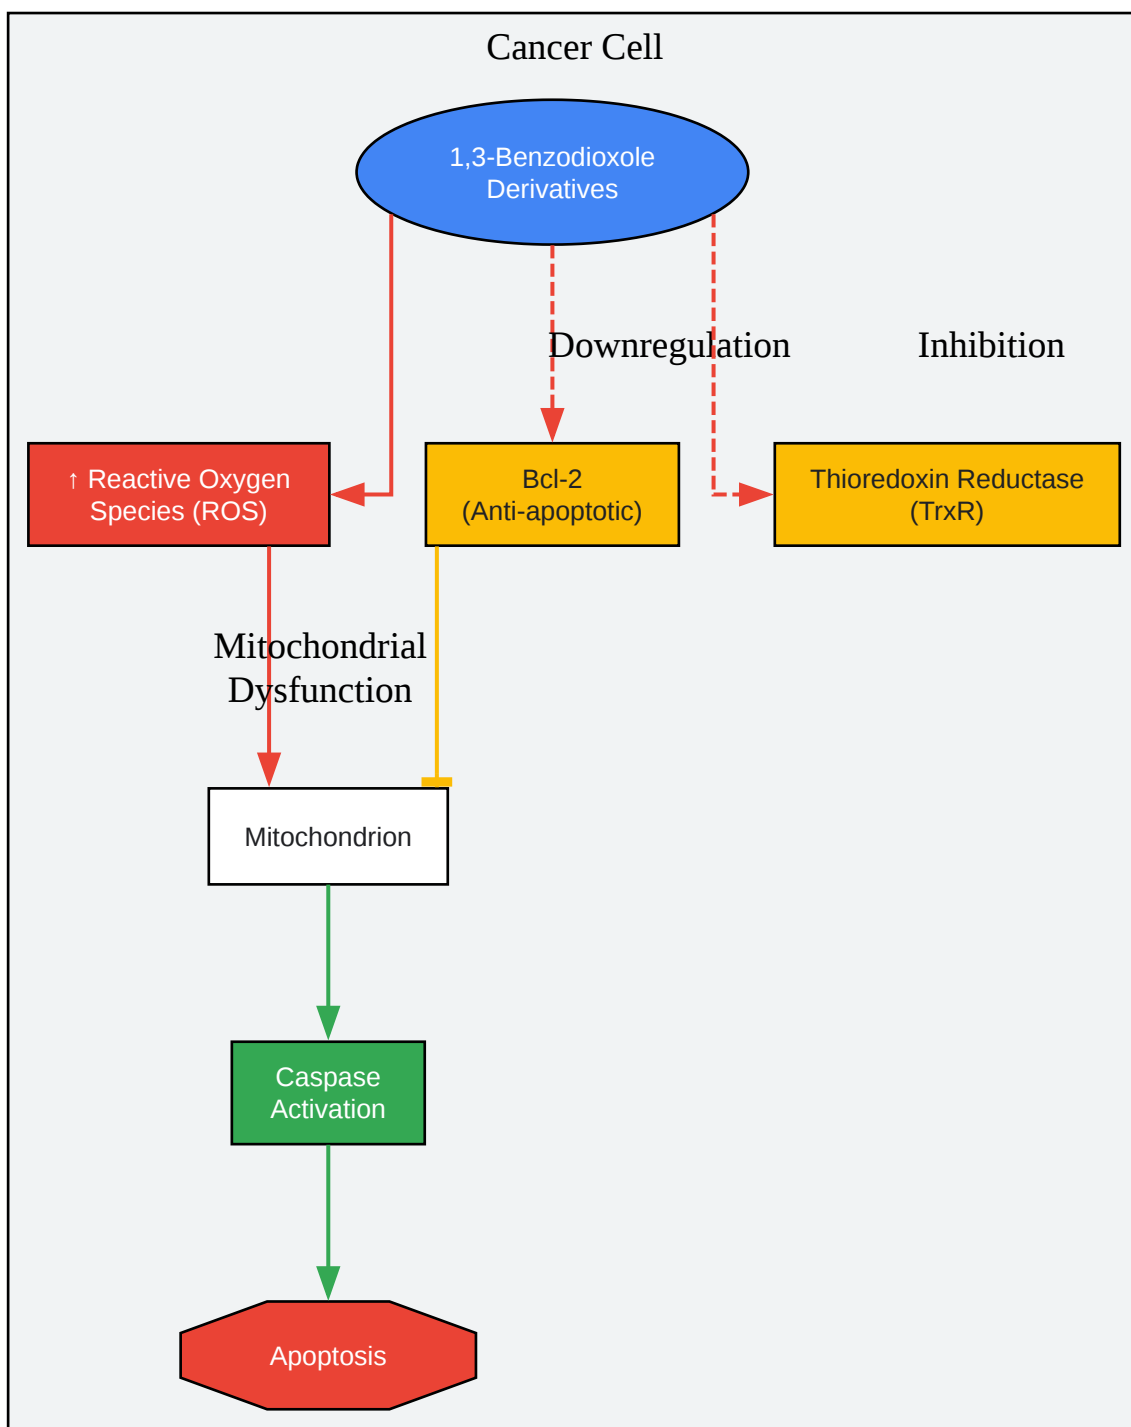 Cancer Cell
1,3-Benzodioxole
Derivatives
Downregulation
Inhibition
↑ Reactive Oxygen
Species (ROS)
Bcl-2
(Anti-apoptotic)
Thioredoxin Reductase
(TrxR)
Mitochondrial
Dysfunction
Mitochondrion
Caspase
Activation
Apoptosis